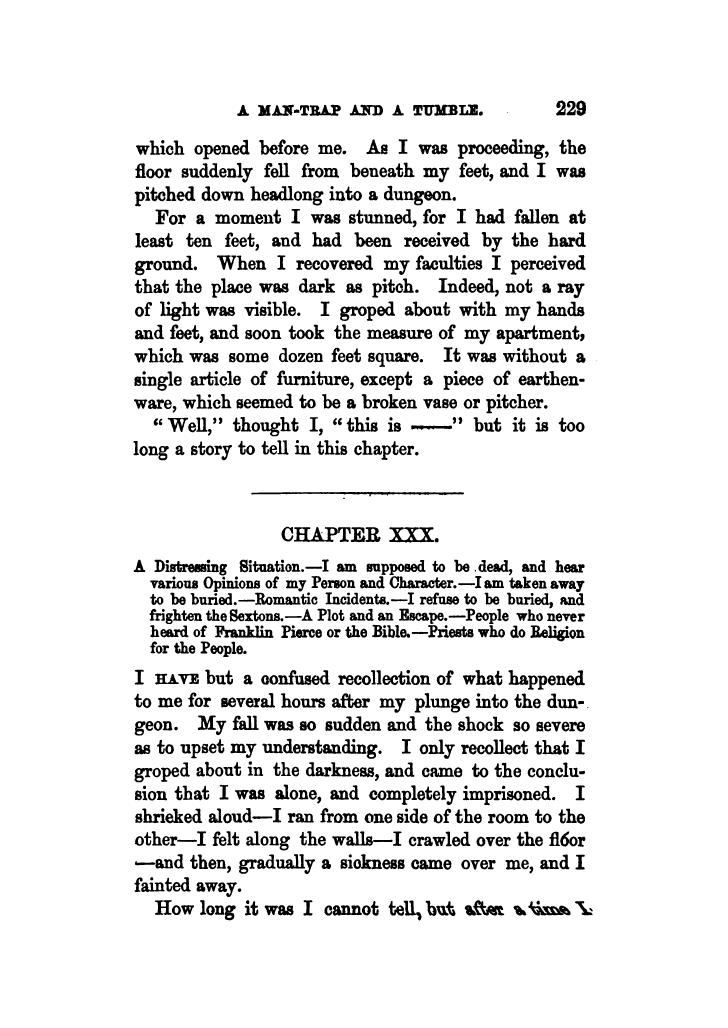 A MAN-TRAP AND A TUMBLE. 229
which opened before me. As I was proceeding, the
floor suddenly fell from beneath my feet, and I was
pitched down headlong into a dungeon.
For a moment I was stunned, for I had fallen at
least ten feet, and had been received by the hard
ground. When I recovered my faculties I perceived
that the place was dark as pitch. Indeed, not a ray
of light was visible. I groped about with my hands
and feet, and soon took the measure of my apartment,
which was some dozen feet square. It was without a
single article of furniture, except a piece of earthen-
ware, which seemed to be a broken vase or pitcher.
“Well,” thought I, “this is ——” but it is too
long a story to tell in this chapter.
CHAPTER XXX.
A Distressing Situation.—I am supposed to be dead, and hear
various Opinions of my Person and Character.—I am taken away
to be buried.—Romantic Incidents.—I refuse to be buried, and
frighten the Sextons.—A Plot and an Escape.—People who never
heard of Franklin Pierce or the Bible.—Priests who do Religion
for the People.
I HAVE but a confused recollection of what happened
to me for several hours after my plunge into the dun-
geon. My fall was so sudden and the shock so severe
as to upset my understanding. I only recollect that I
groped about in the darkness, and came to the conclu-
sion that I was alone, and completely imprisoned. I
shrieked aloud—I ran from one side of the room to the
other—I felt along the walls—I crawled over the floor
—and then, gradually a sickness came over me, and I
fainted away.
How long it was I cannot tell, but after a time I